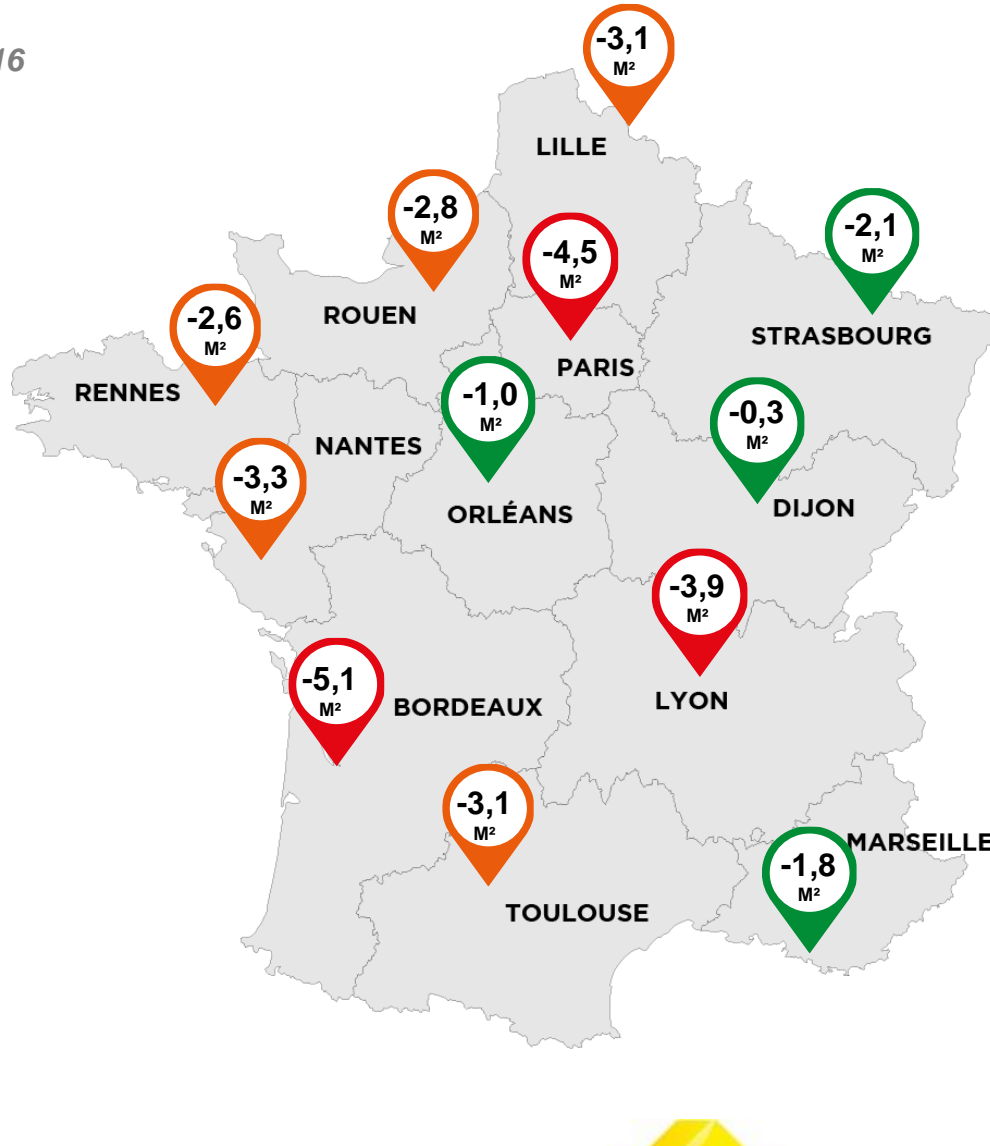 -3,1
M²
16
LILLE
-2,8
M²
-2,1
M²
-4,5
M²
ROUEN
-2,6
M²
STRASBOURG
PARIS
RENNES
-1,0
M²
-0,3
M²
NANTES
-3,3
M²
ORLÉANS
DIJON
-3,9
M²
-5,1
M²
BORDEAUX
LYON
-3,1
M²
MARSEILLE
-1,8
M²
TOULOUSE